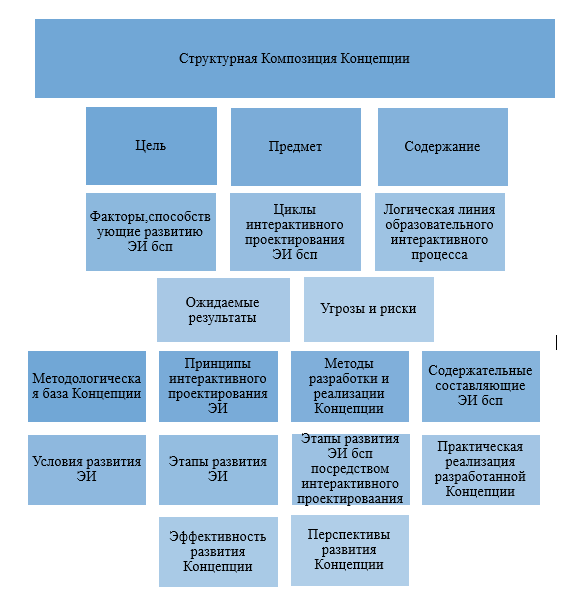 Структурная Композиция Концепции
Цель
Предмет
Содержание
Факторы,способств
ующие развитию
ЭИ бсп
Циклы
интерактивного
проектирования
ЭИ бсп
Логическая линия
образовательного
интерактивного
процесса
Ожидаемые
результаты
Угрозы и риски
Методологическа
я база Концепции
Принципы
интерактивного
проектирования
ЭИ
Методы
разработки и
реализации
Концепции
Содержательные
составляющие
ЭИ бсп
Условия развития
ЭИ
Этапы развития
ЭИ
Этапы развития
ЭИ бсп
посредством
интерактивного
проектироваания
Практическая
реализация
разработанной
Концепции
Эффективность
развития
Концепции
Перспективы
развития
Концепции